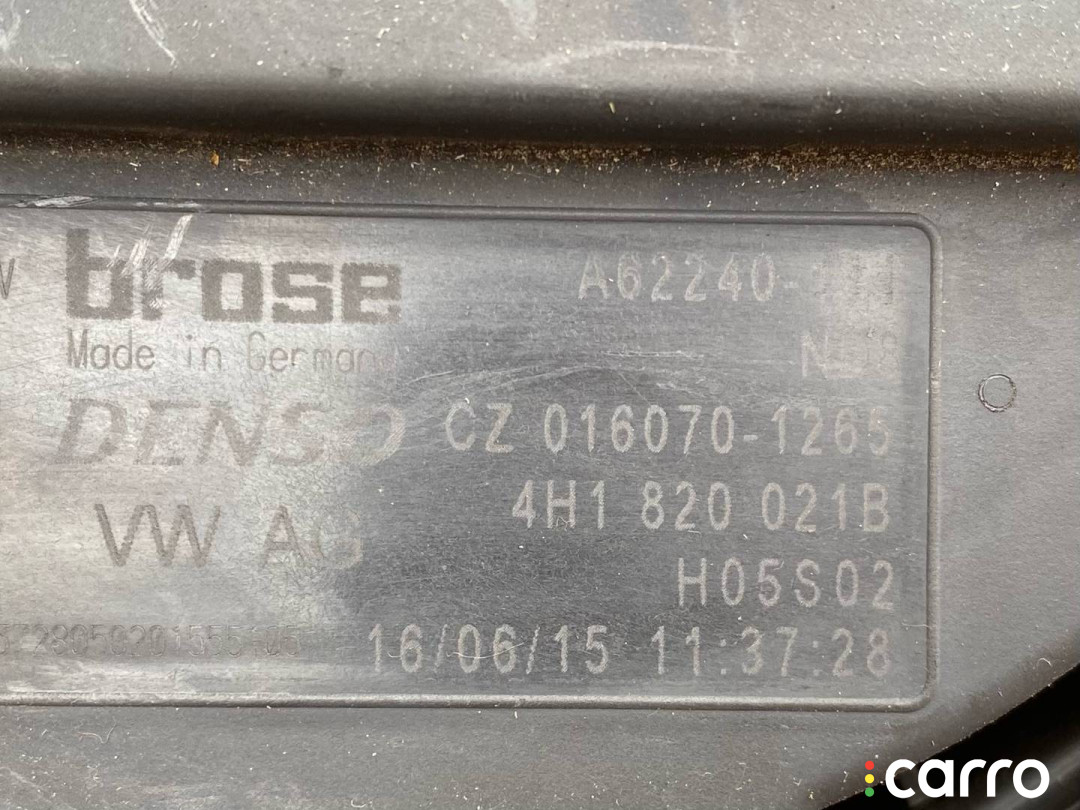 brose A62240-
Made in Germany
DENSO CZ 016070-1265
4H1 820 021B
VW AG
H05S02
16/06/15 11:37:28
carro